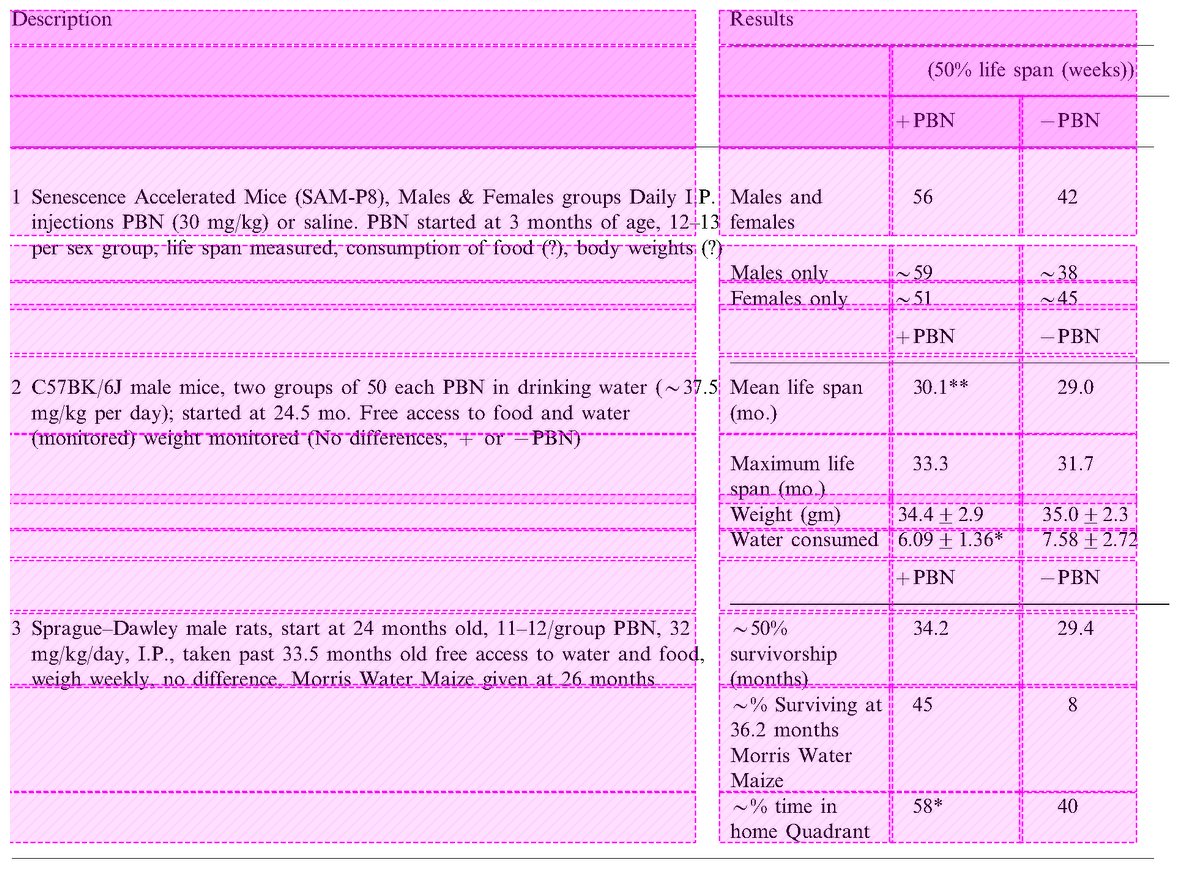 Description Results
(50% life span (weeks))
+PBN −PBN
1 Senescence Accelerated Mice (SAM-P8), Males & Females groups Daily I.P. Males and 56 42
injections PBN (30 mg/kg) or saline. PBN started at 3 months of age, 12–13 females
per sex group, life span measured, consumption of food (?), body weights (?)
Males only ~59 ~38
Females only ~51 ~45
+PBN −PBN
2 C57BK/6J male mice, two groups of 50 each PBN in drinking water (~37.5 Mean life span 30.1** 29.0
mg/kg per day); started at 24.5 mo. Free access to food and water (mo.)
(monitored) weight monitored (No differences, + or −PBN)
Maximum life 33.3 31.7
span (mo.)
Weight (gm) 34.4±2.9 35.0±2.3
Water consumed 6.09±1.36* 7.58±2.72
+PBN −PBN
3 Sprague–Dawley male rats, start at 24 months old, 11–12/group PBN, 32 ~50% 34.2 29.4
mg/kg/day, I.P., taken past 33.5 months old free access to water and food, survivorship
weigh weekly, no difference, Morris Water Maize given at 26 months (months)
~% Surviving at 45 8
36.2 months
Morris Water
Maize
~% time in 58* 40
home Quadrant